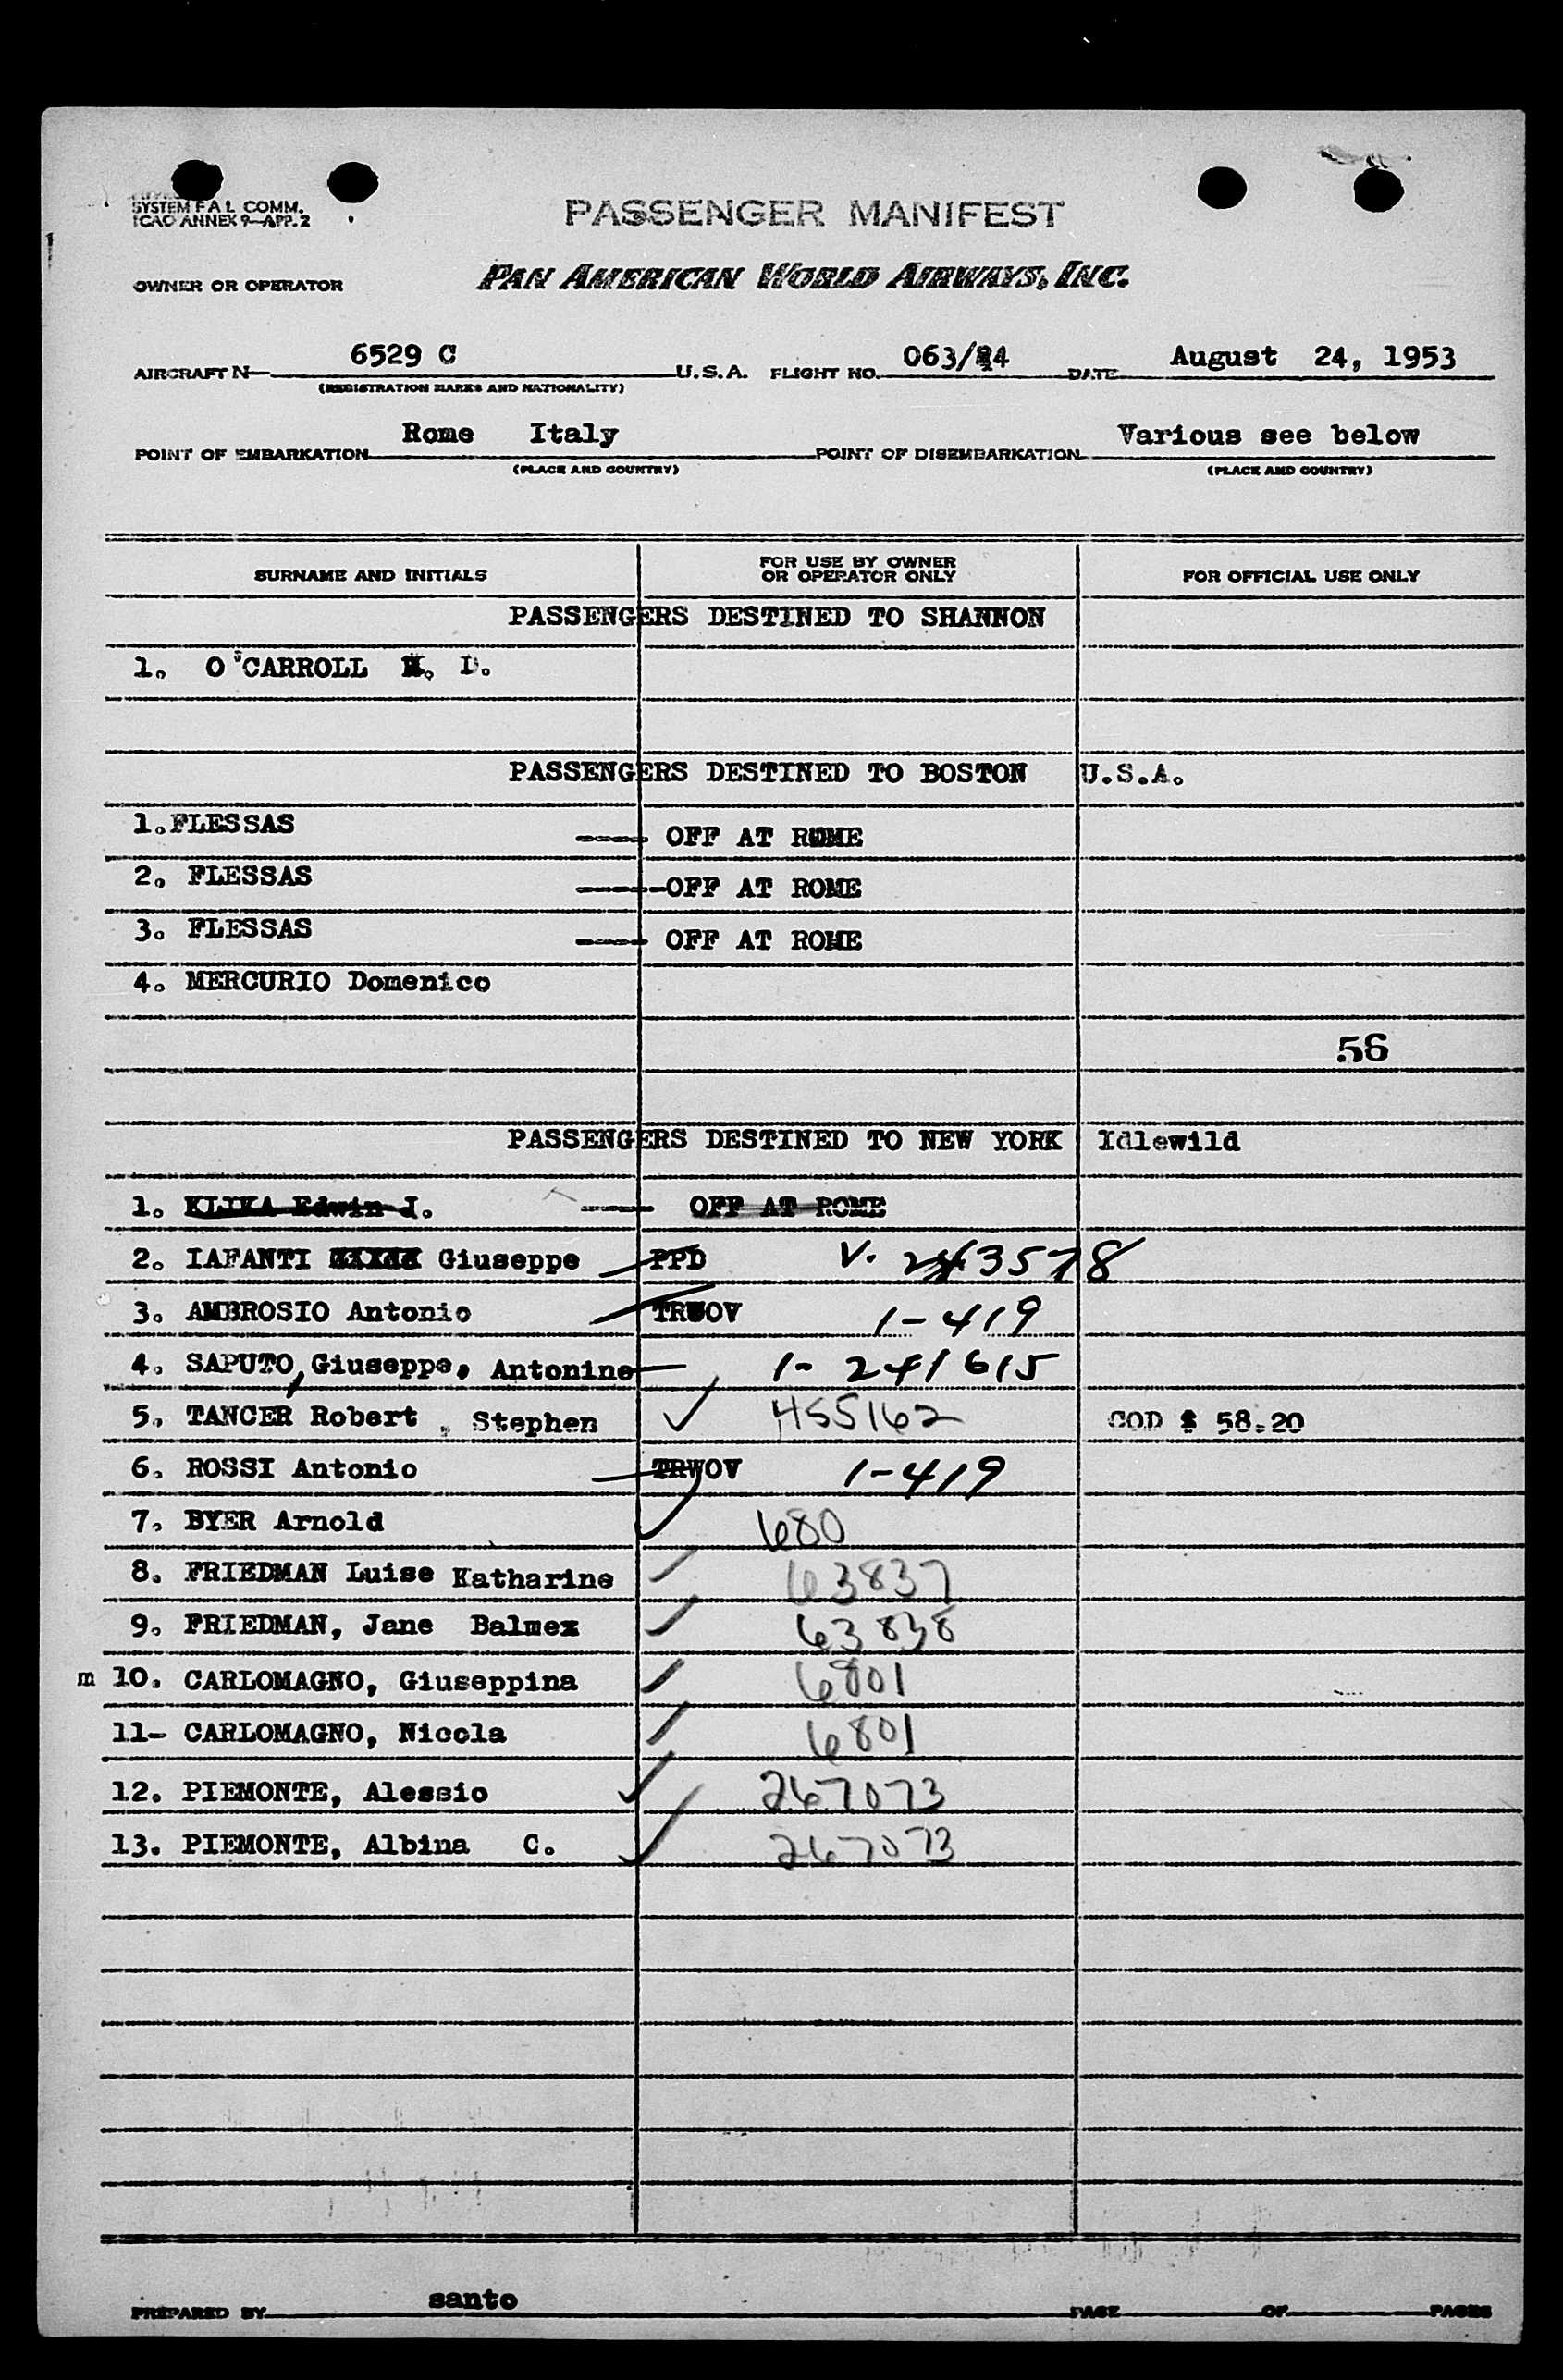 SYSTEM F A L COMM.
ICAO ANNEX 9—APP. 2
PASSENGER MANIFEST
OWNER OR OPERATOR PAN AMERICAN WORLD AIRWAYS, INC.
AIRCRAFT N— 6529 C U.S.A. FLIGHT NO. 063/24 DATE August 24, 1953
(REGISTRATION MARKS AND NATIONALITY)
POINT OF EMBARKATION Rome Italy POINT OF DISEMBARKATION Various see below
(PLACE AND COUNTRY) (PLACE AND COUNTRY)
SURNAME AND INITIALS FOR USE BY OWNER OR OPERATOR ONLY FOR OFFICIAL USE ONLY
PASSENGERS DESTINED TO SHANNON
1. O'CARROLL D.
PASSENGERS DESTINED TO BOSTON U.S.A.
1.FLESSAS ---- OFF AT ROME
2. FLESSAS -----OFF AT ROME
3. FLESSAS ---- OFF AT ROME
4. MERCURIO Domenico
56
PASSENGERS DESTINED TO NEW YORK Idlewild
1. KLIKA Edwin J. ---- OFF AT ROME
2. IAFANTI Giuseppe PPD V. 3578
3. AMBROSIO Antonio TRWOV 1-419
4. SAPUTO, Giuseppe, Antonino 1-241615
5. TANCER Robert , Stephen ✓ 455162 COD $ 58.20
6. ROSSI Antonio TRWOV 1-419
7. BYER Arnold ✓ 680
8. FRIEDMAN Luise Katharine 63837
9. FRIEDMAN, Jane Balmex 63838
m 10. CARLOMAGNO, Giuseppina 6801
11- CARLOMAGNO, Nicola 6801
12. PIEMONTE, Alessio ✓ 267073
13. PIEMONTE, Albina C. ✓ 267073
PREPARED BY santo PAGE OF PAGES